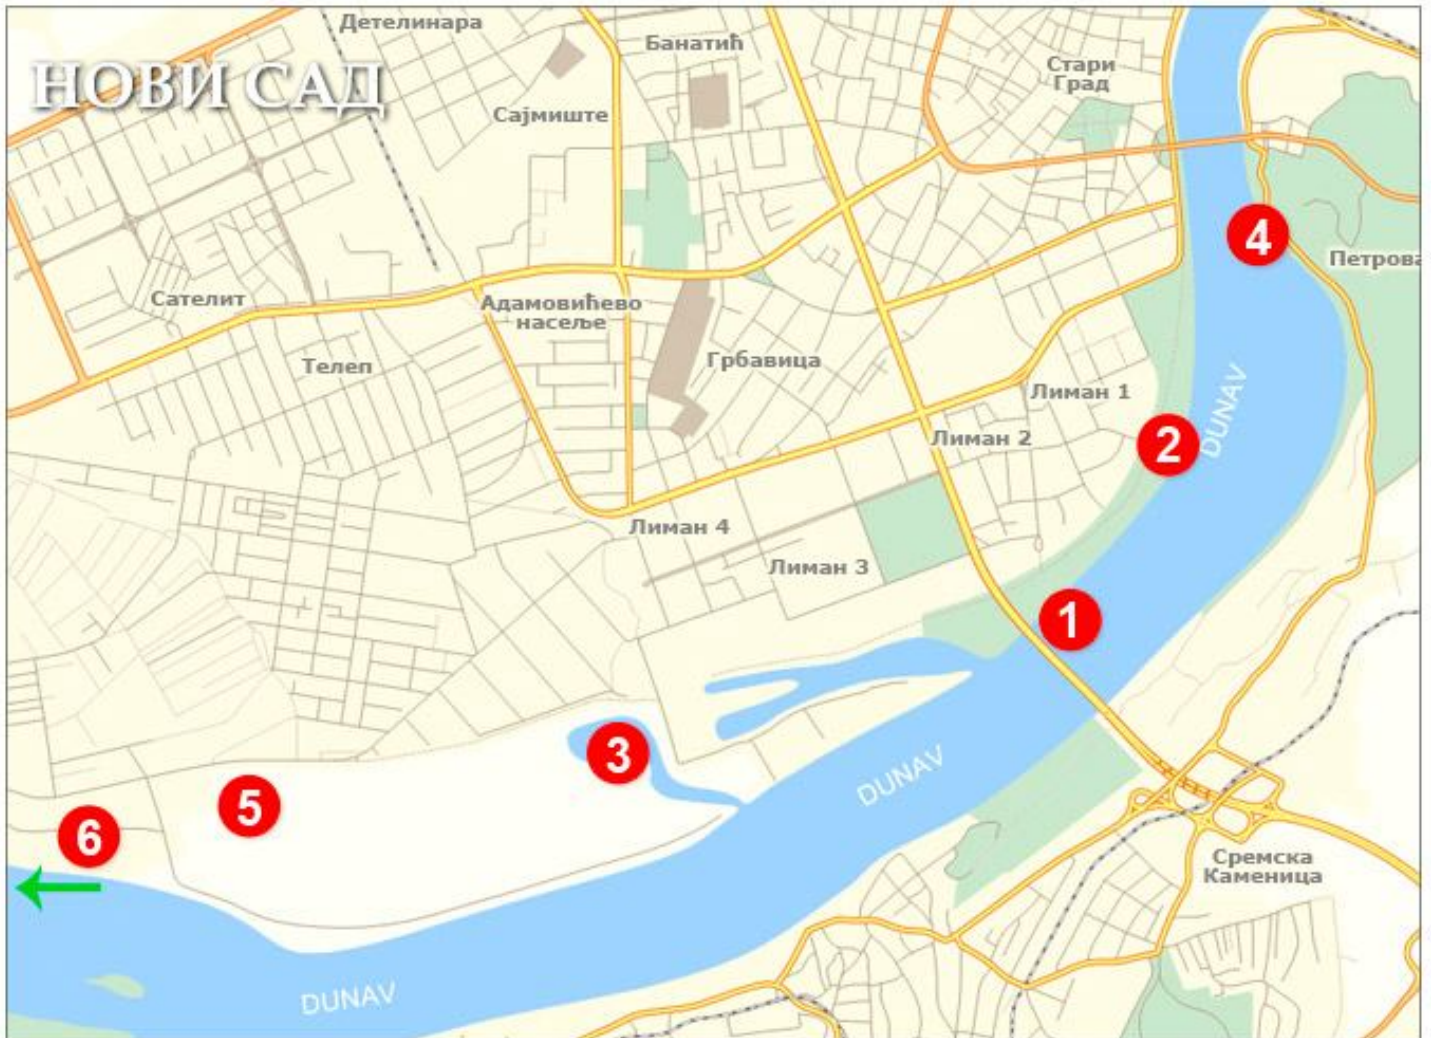 Детелинара
Банатић
Стари
Град
НОВИ САД
Сајмиште
4
Петрова
Сателит
Адамовићево
насеље
Телеп
Грбавица
Лиман 1
DUNAV
Лиман 2
2
Лиман 4
Лиман 3
1
3
DUNAV
5
6
Сремска
Каменица
DUNAV